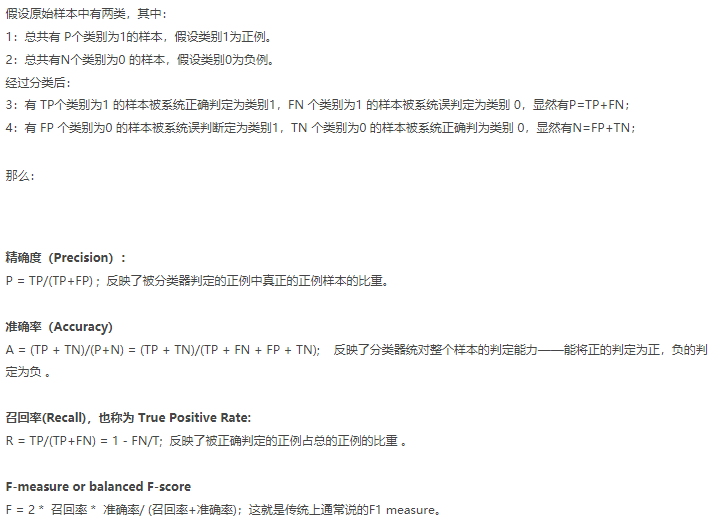 假设原始样本中有两类，其中：
1：总共有 P个类别为1的样本，假设类别1为正例。
2：总共有N个类别为0 的样本，假设类别0为负例。
经过分类后：
3：有 TP个类别为1 的样本被系统正确判定为类别1，FN 个类别为1 的样本被系统误判定为类别 0，显然有P=TP+FN；
4：有 FP 个类别为0 的样本被系统误判断定为类别1，TN 个类别为0 的样本被系统正确判为类别 0，显然有N=FP+TN；
那么：
精确度（Precision）：
P = TP/(TP+FP) ;  反映了被分类器判定的正例中真正的正例样本的比重。
准确率（Accuracy）
A = (TP + TN)/(P+N) = (TP + TN)/(TP + FN + FP + TN);    反映了分类器统对整个样本的判定能力——能将正的判定为正，负的判
定为负 。
召回率(Recall)，也称为 True Positive Rate:
R = TP/(TP+FN) = 1 - FN/T;  反映了被正确判定的正例占总的正例的比重 。
F-measure or balanced F-score
F = 2 *  召回率 *  准确率/ (召回率+准确率)；这就是传统上通常说的F1 measure。